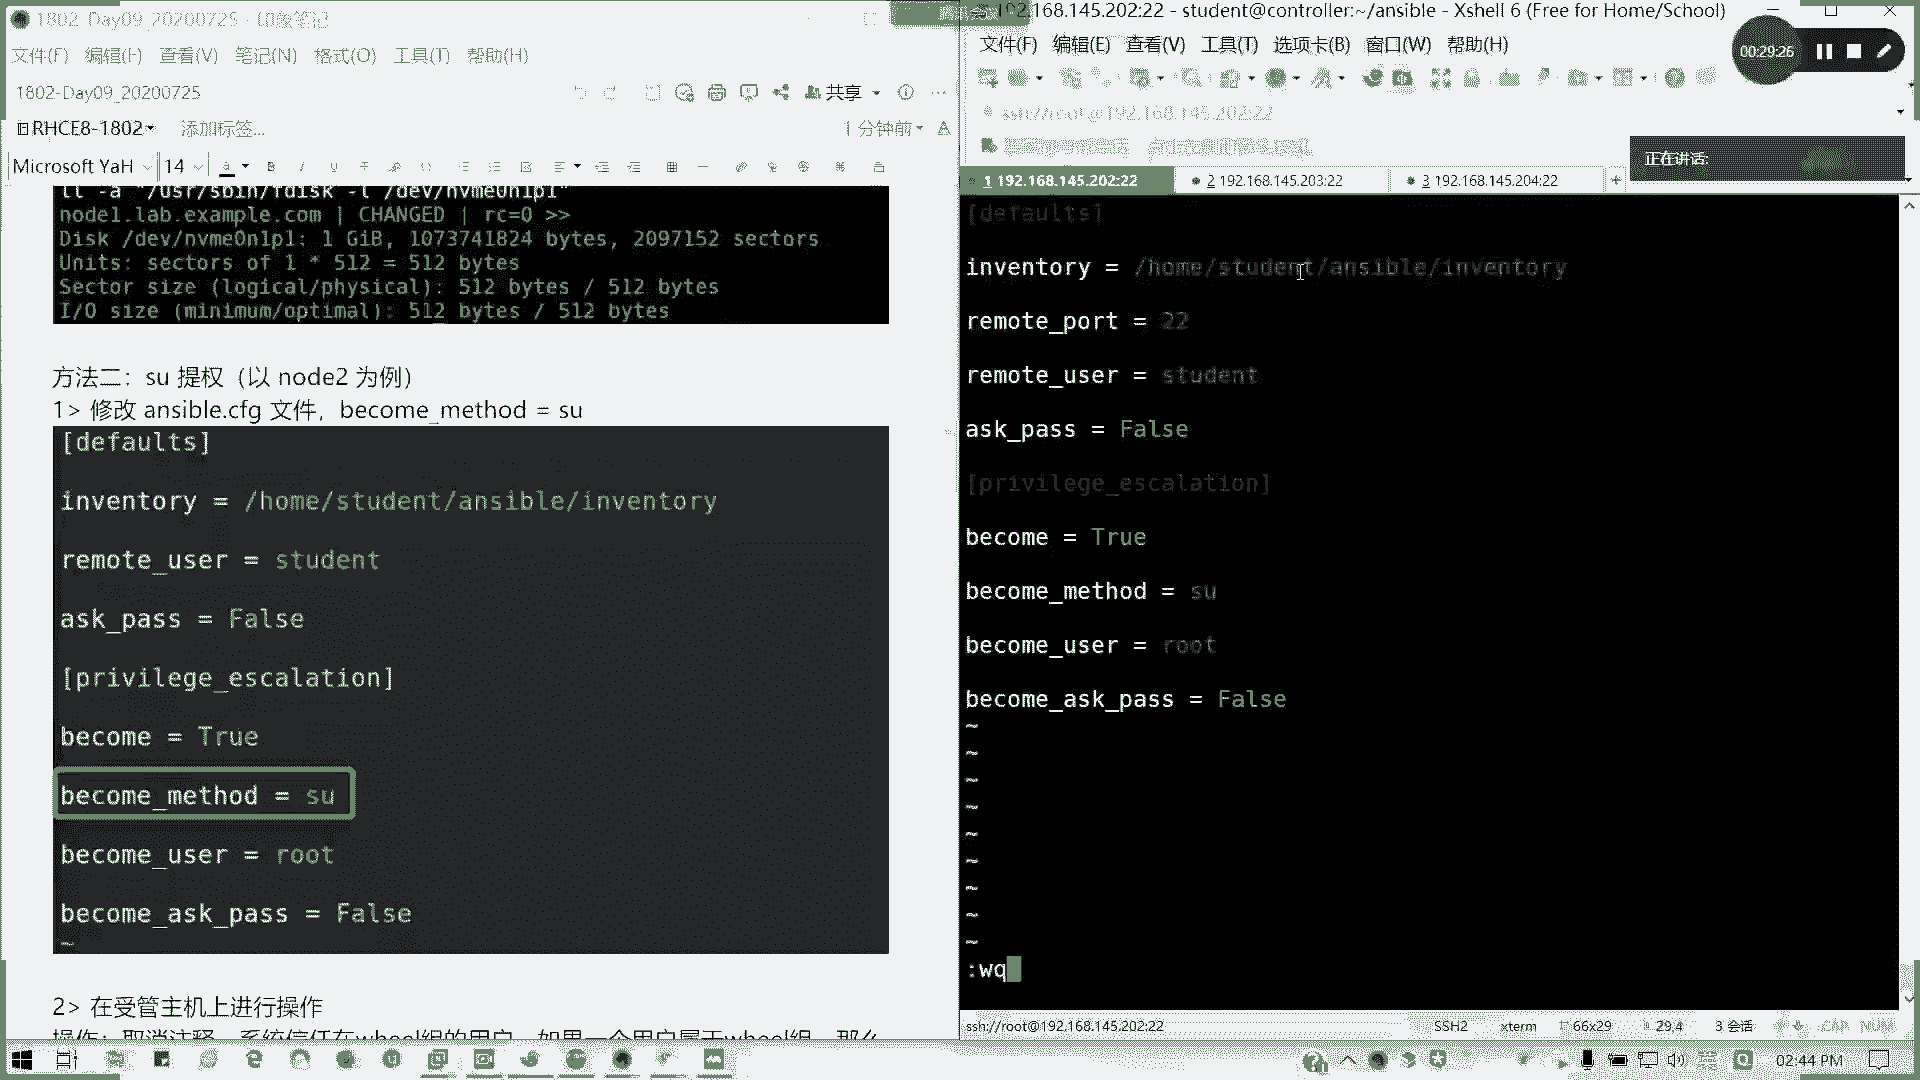 1802_Day09_20200725 - 印象笔记
文件(F) 编辑(E) 查看(V) 笔记(N) 格式(O) 工具(T) 帮助(H)
1802-Day09_20200725
共享
RHCE8-1802
添加标签...
1 分钟前
Microsoft YaH 14
ll -a "/usr/sbin/fdisk -l /dev/nvme0n1p1"
node1.lab.example.com | CHANGED | rc=0 >>
Disk /dev/nvme0n1p1: 1 GiB, 1073741824 bytes, 2097152 sectors
Units: sectors of 1 * 512 = 512 bytes
Sector size (logical/physical): 512 bytes / 512 bytes
I/O size (minimum/optimal): 512 bytes / 512 bytes
方法二：su 提权（以 node2 为例）
1> 修改 ansible.cfg 文件，become_method = su
[defaults]
inventory = /home/student/ansible/inventory
remote_user = student
ask_pass = False
[privilege_escalation]
become = True
become_method = su
become_user = root
become_ask_pass = False
~
2> 在受管主机上进行操作
操作：取消注释，系统信任在wheel组的用户，如果一个用户属于wheel组，那么
腾讯会议
192.168.145.202:22 - student@controller:~/ansible - Xshell 6 (Free for Home/School)
文件(F) 编辑(E) 查看(V) 工具(T) 选项卡(B) 窗口(W) 帮助(H)
00:29:26
ssh://root@192.168.145.202:22
正在讲话:
1 192.168.145.202:22
2 192.168.145.203:22
3 192.168.145.204:22
[defaults]
inventory = /home/student/ansible/inventory
remote_port = 22
remote_user = student
ask_pass = False
[privilege_escalation]
become = True
become_method = su
become_user = root
become_ask_pass = False
~
~
~
~
~
~
~
~
~
:wq
ssh://root@192.168.145.202:22
SSH2
xterm
66x29
29,4
3 会话
CAP NUM
02:44 PM